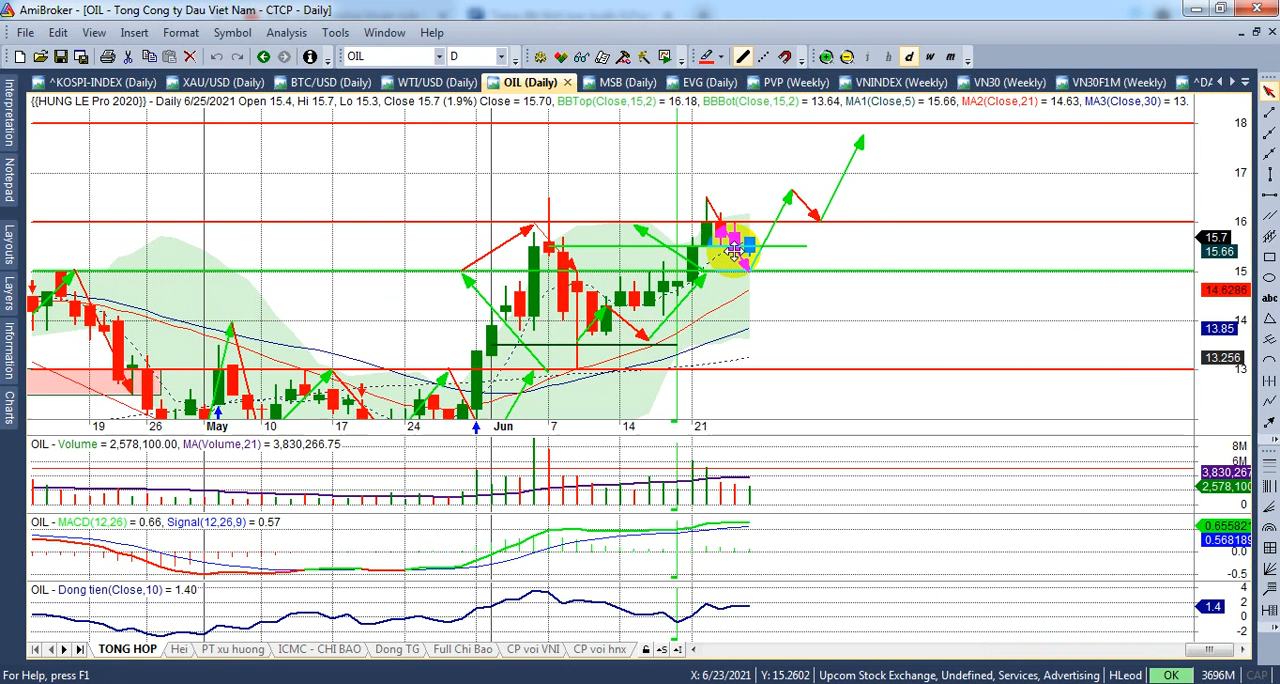 AmiBroker - [OIL - Tong Cong ty Dau Viet Nam - CTCP - Daily]
File Edit View Insert Format Symbol Analysis Tools Window Help
OIL D i h d w m
^KOSPI-INDEX (Daily) XAU/USD (Daily) BTC/USD (Daily) WTI/USD (Daily) OIL (Daily) MSB (Daily) EVG (Daily) PVP (Weekly) VNINDEX (Weekly) VN30 (Weekly) VN30F1M (Weekly) ^DA
{{HUNG LE Pro 2020}} - Daily 6/25/2021 Open 15.4, Hi 15.7, Lo 15.3, Close 15.7 (1.9%) Close = 15.70, BBTop(Close,15,2) = 16.18, BBBot(Close,15,2) = 13.64, MA1(Close,5) = 15.66, MA2(Close,21) = 14.63, MA3(Close,30) = 13.
Interpretation
Notepad
Layouts
Layers
Information
Charts
18
17
16
15.7
15.66
15
14.6286
14
13.85
13.256
13
abc
19 26 May 10 17 24 Jun 7 14 21
OIL - Volume = 2,578,100.00, MA(Volume,21) = 3,830,266.75
8M
6M
3,830,267
2,578,100
0
OIL - MACD(12,26) = 0.66, Signal(12,26,9) = 0.57
0.65582
0.568189
0.0
-0.5
OIL - Dong tien(Close,10) = 1.40
4
2
1.4
0
-2
TONG HOP Hei PT xu huong ICMC - CHI BAO Dong TG Full Chi Bao CP voi VNI CP voi hnx
For Help, press F1 X: 6/23/2021 Y: 15.2602 Upcom Stock Exchange, Undefined, Services, Advertising HLeod OK 3696M CAP